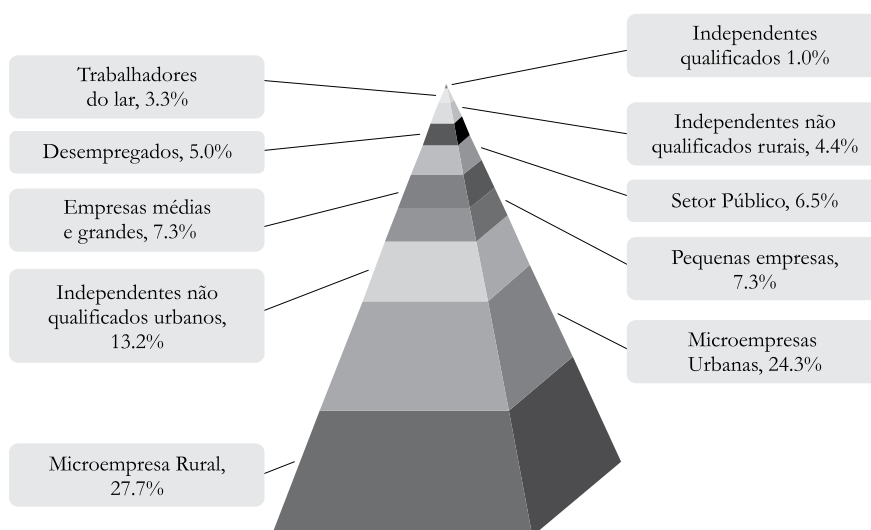 Trabalhadores
do lar, 3.3%
Desempregados, 5.0%
Empresas médias
e grandes, 7.3%
Independentes não
qualificados urbanos,
13.2%
Microempresa Rural,
27.7%
Independentes
qualificados 1.0%
Independentes não
qualificados rurais, 4.4%
Setor Público, 6.5%
Pequenas empresas,
7.3%
Microempresas
Urbanas, 24.3%